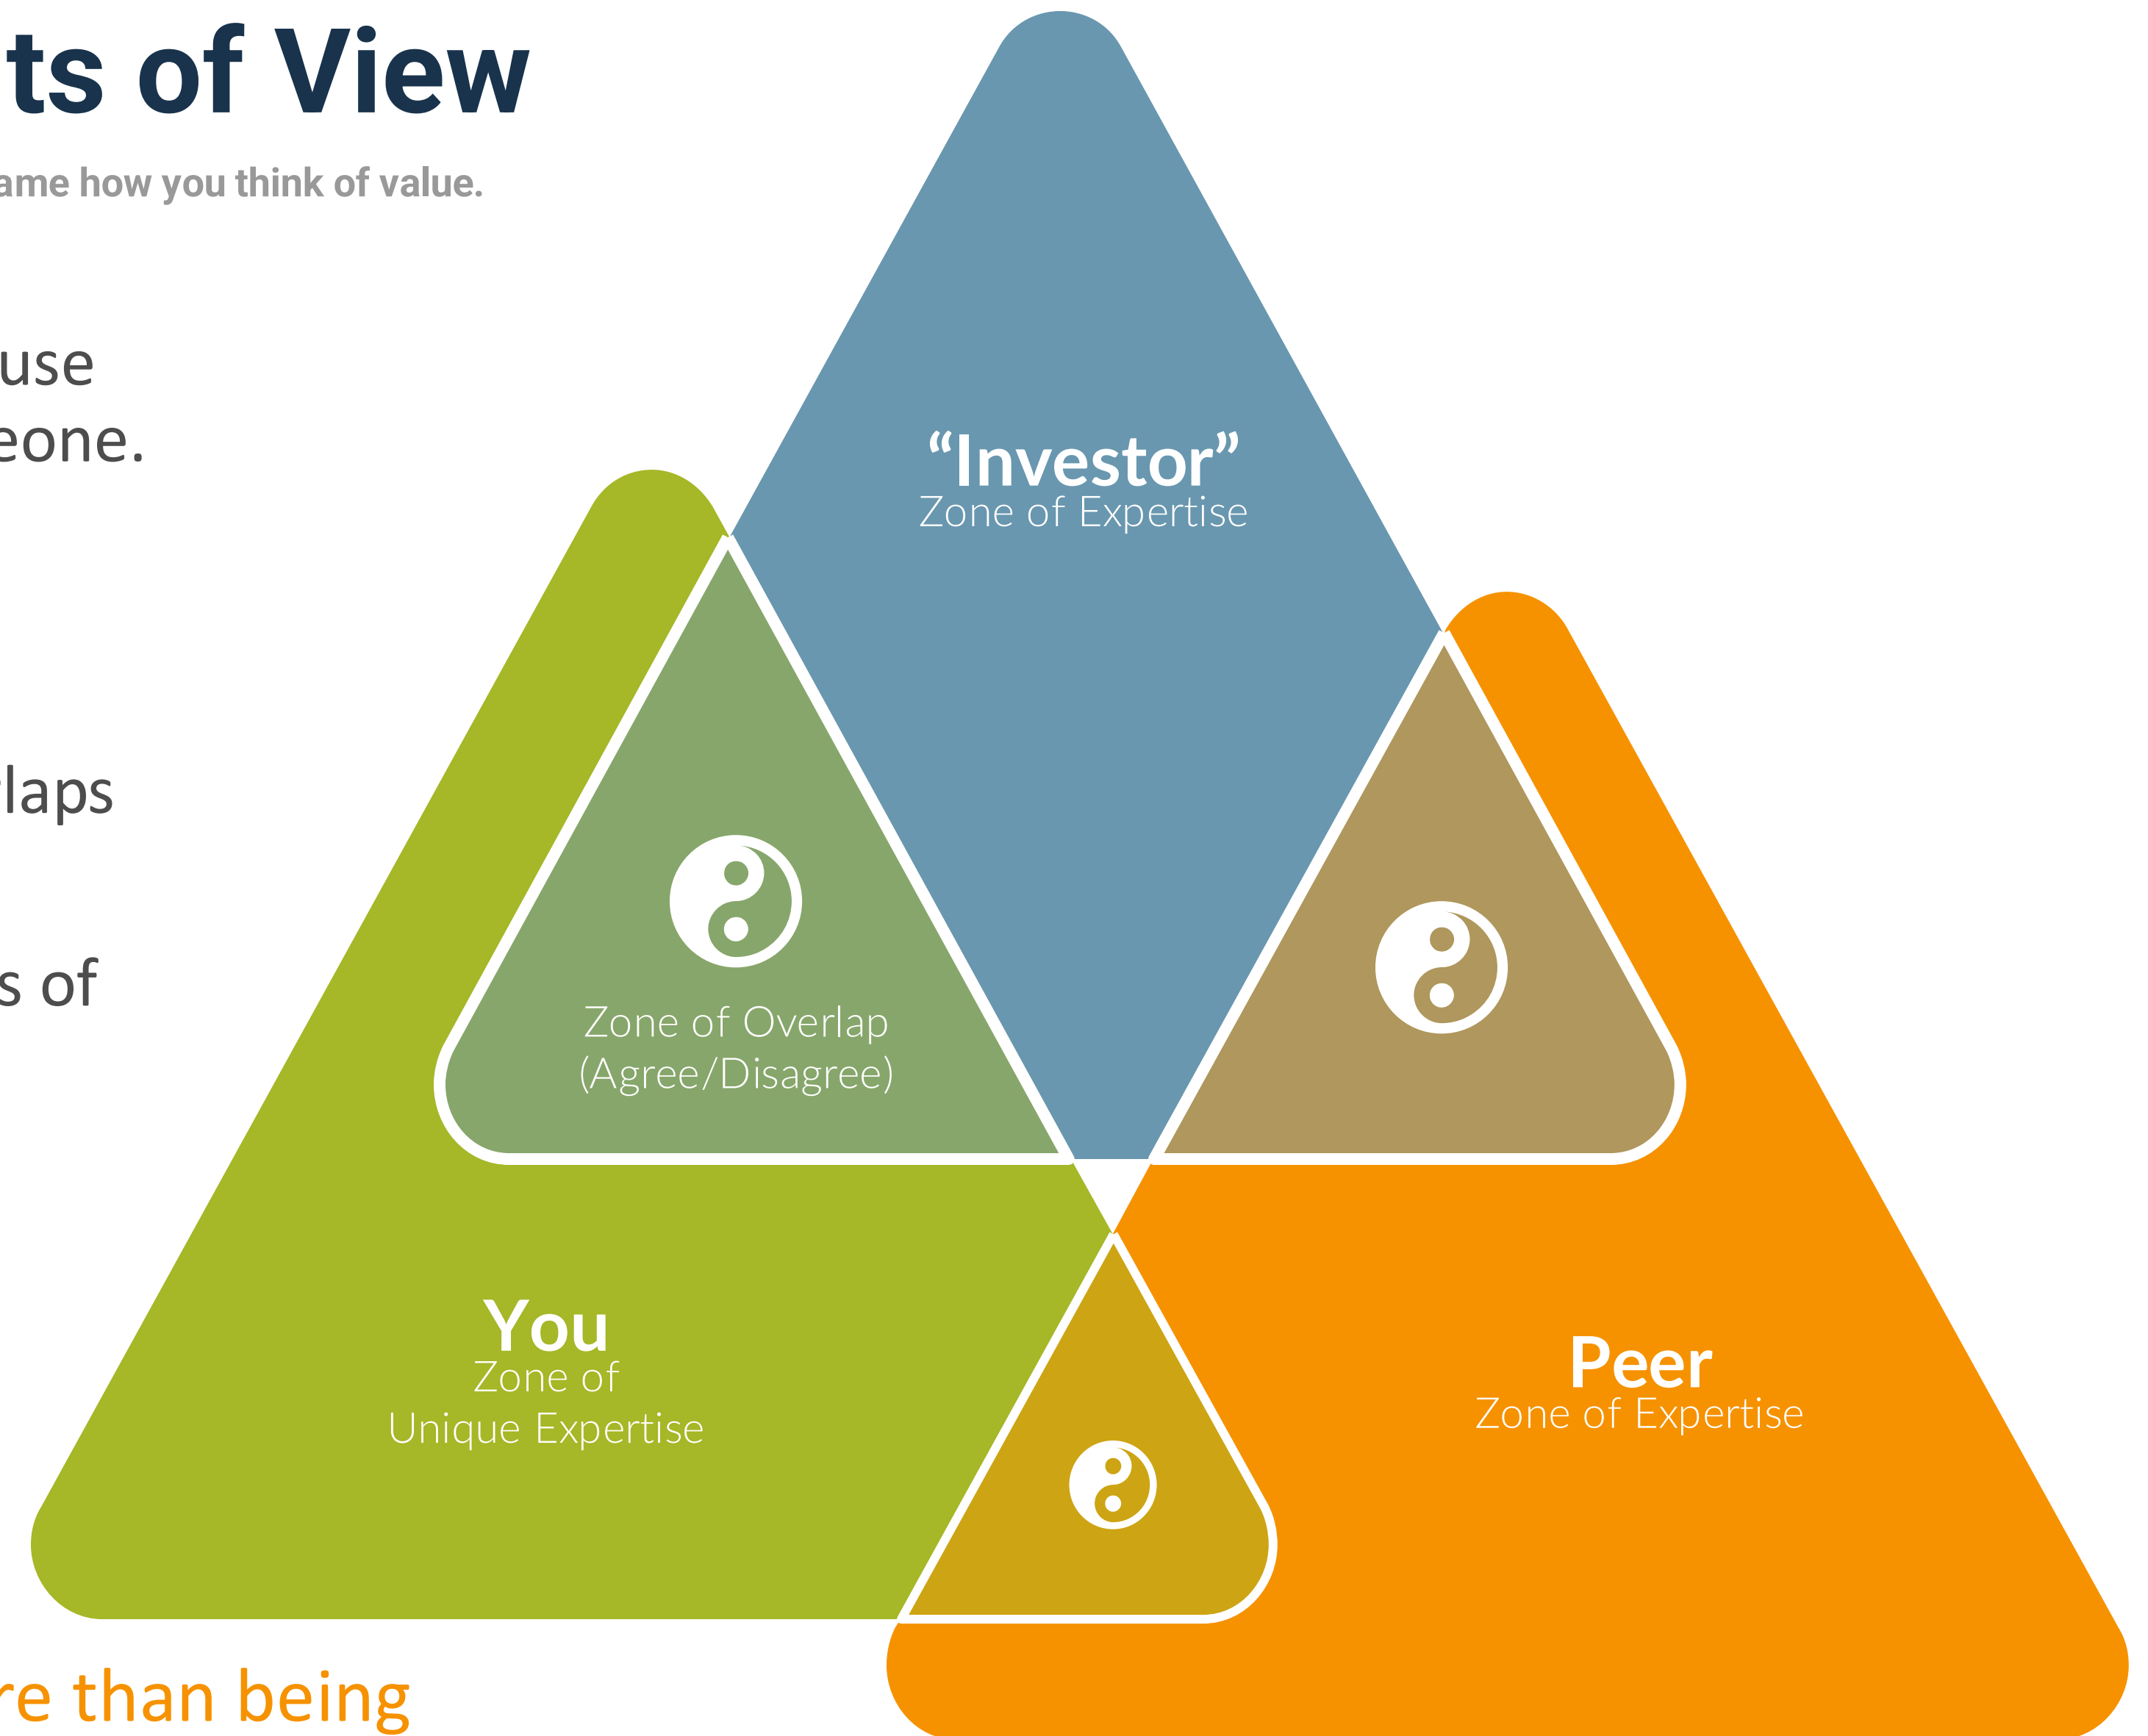 ts of View
ame how you think of value.
use
eone.
laps
s of
re than being
“Investor”
Zone of Expertise
Zone of Overlap
(Agree/Disagree)
You
Zone of
Unique Expertise
Peer
Zone of Expertise